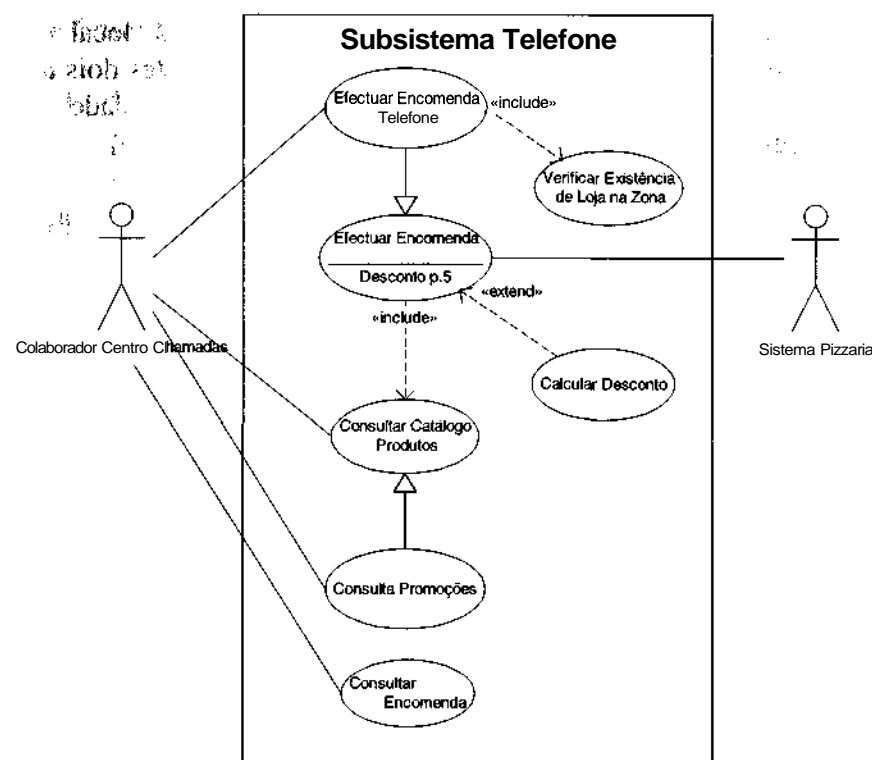 Subsistema Telefone
Efectuar Encomenda
Telefone
«include»
Verificar Existência
de Loja na Zona
Efectuar Encomenda
Desconto p.5
«extend»
«include»
Colaborador Centro Chamadas
Sistema Pizzaria
Calcular Desconto
Consultar Catálogo
Produtos
Consulta Promoções
Consultar
Encomenda